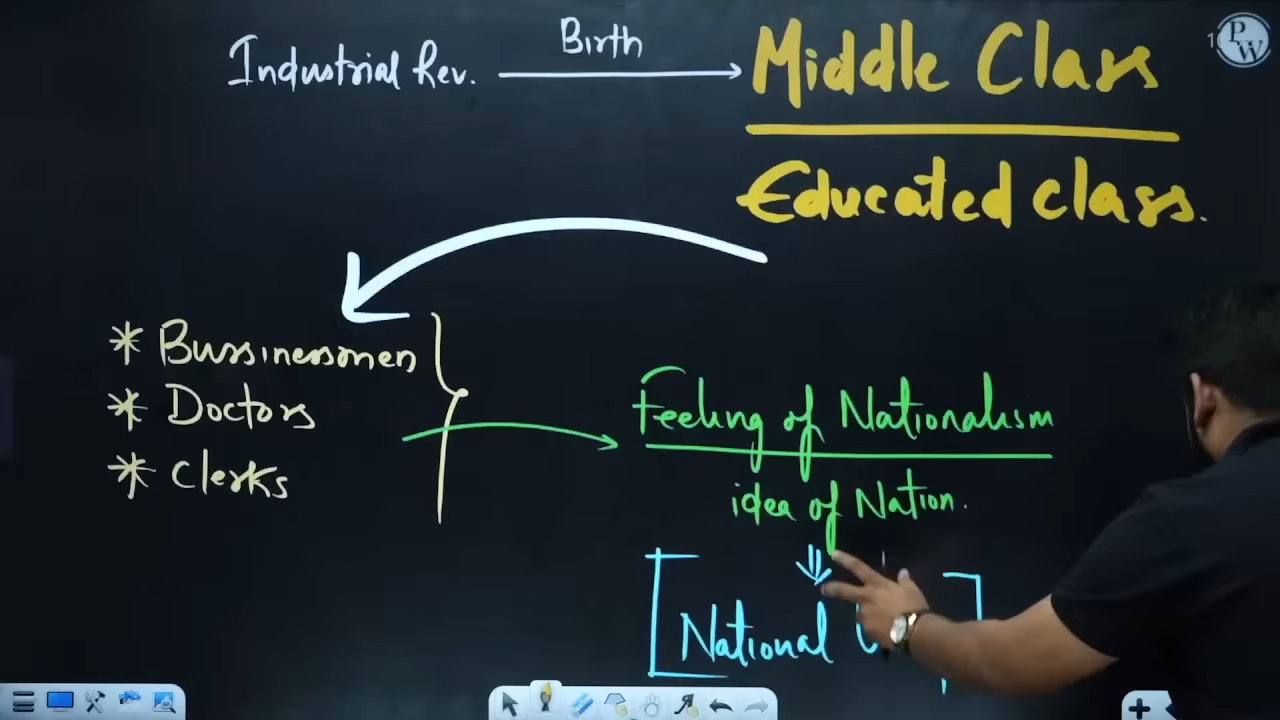 Industrial Rev.
Birth
Middle Class
Educated class.
* Bussinessmen
* Doctors
* Clerks
Feeling of Nationalism
idea of Nation.
National
PW